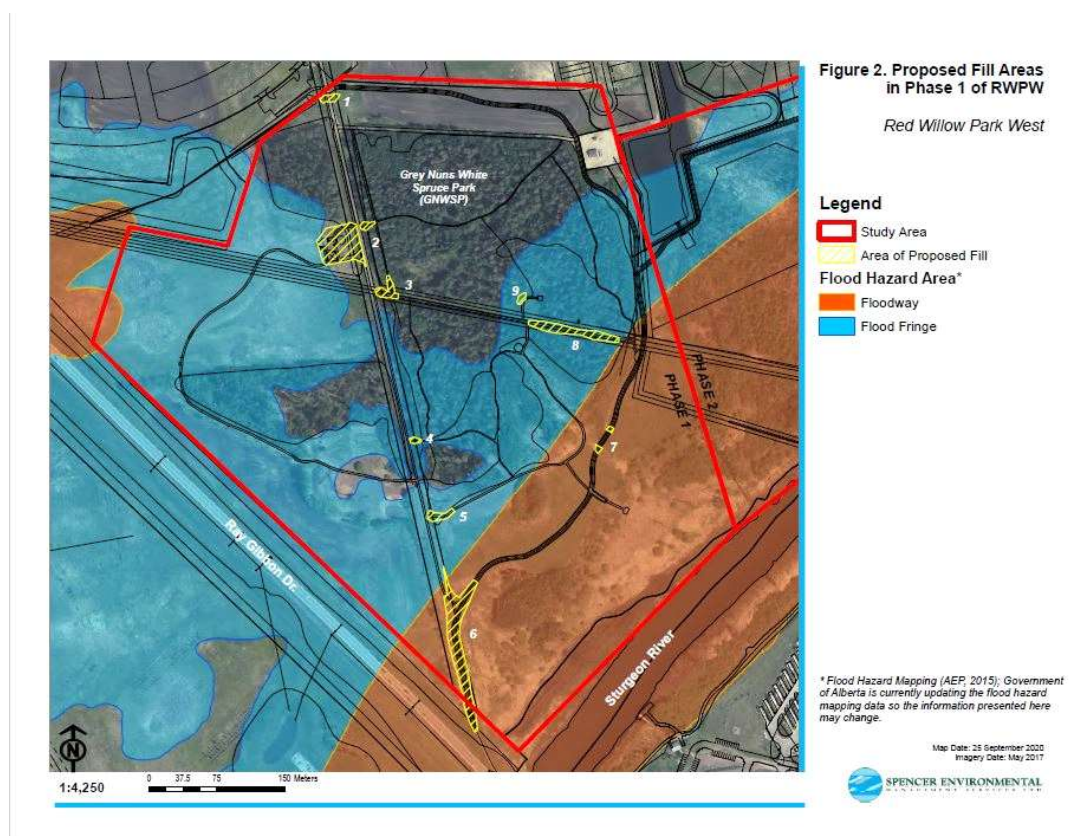 Figure 2. Proposed Fill Areas
in Phase 1 of RWPW
Red Willow Park West
Legend
Study Area
Area of Proposed Fill
Flood Hazard Area*
Floodway
Flood Fringe
1
Grey Nuns White
Spruce Park
(GNWSP)
2
3
9
8
PHASE 2
PHASE 1
4
7
5
6
Ray Gibbon Dr.
Sturgeon River
* Flood Hazard Mapping (AEP, 2015); Government
of Alberta is currently updating the flood hazard
mapping data so the information presented here
may change.
Map Date: 25 September 2020
Imagery Date: May 2017
N
1:4,250
0 37.5 75 150 Meters
SPENCER ENVIRONMENTAL
MANAGEMENT SERVICES LTD